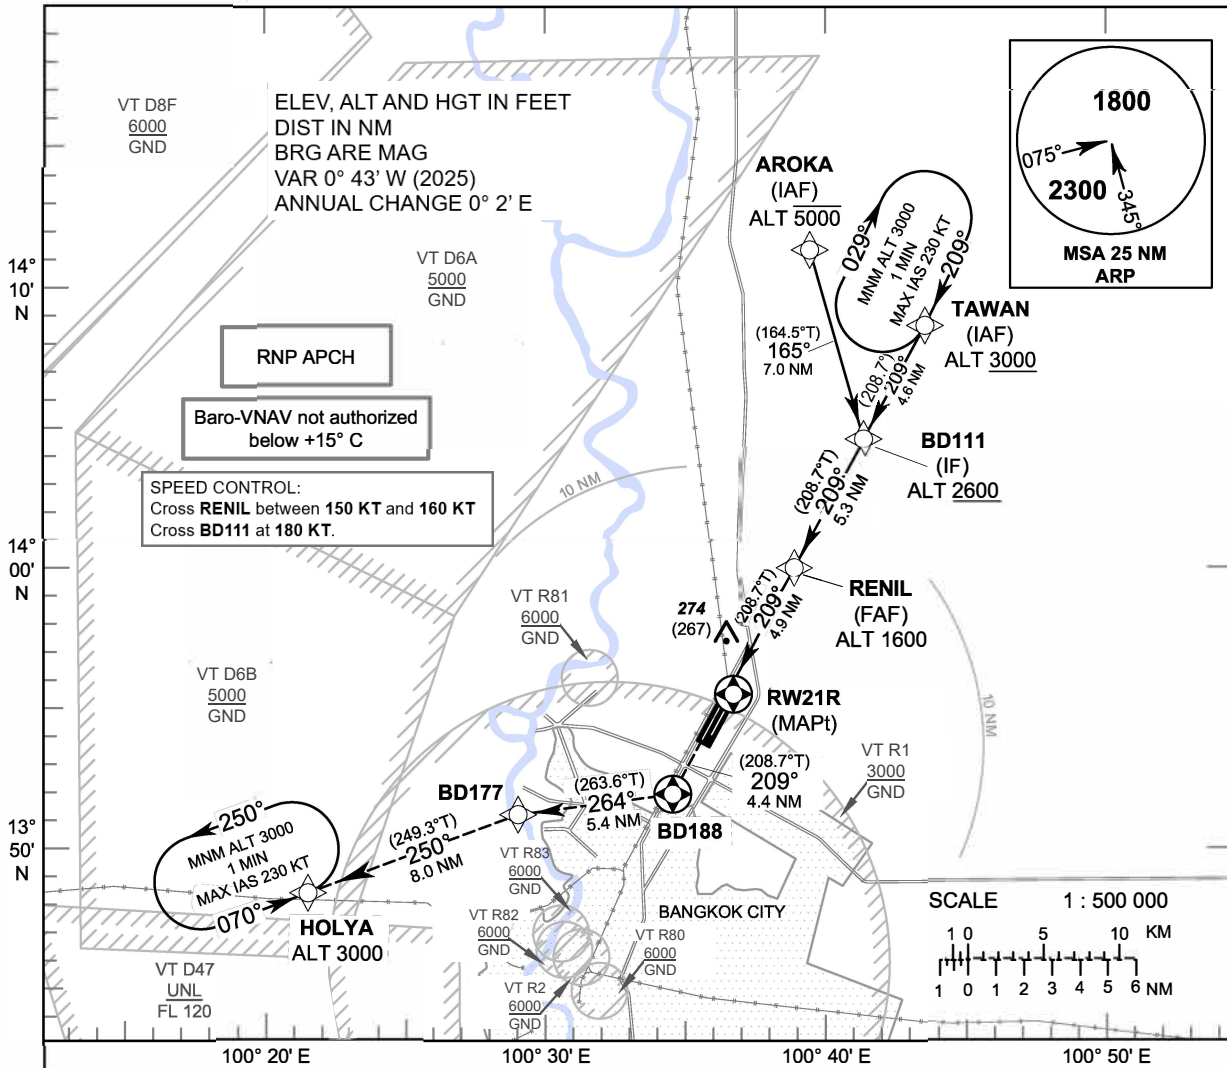 VT D8F
6000
GND
ELEV, ALT AND HGT IN FEET
DIST IN NM
BRG ARE MAG
VAR 0° 43' W (2025)
ANNUAL CHANGE 0° 2' E
VT D6A
5000
GND
AROKA
(IAF)
ALT 5000
029°
MNM ALT 3000
1 MIN
MAX IAS 230 KT
209°
1800
075°
2300
345°
MSA 25 NM
ARP
TAWAN
(IAF)
ALT 3000
14°
10'
N
(164.5°T)
165°
7.0 NM
(208.7°)
209°
4.6 NM
RNP APCH
Baro-VNAV not authorized
below +15° C
SPEED CONTROL:
Cross RENIL between 150 KT and 160 KT
Cross BD111 at 180 KT.
BD111
(IF)
ALT 2600
(208.7°T)
209°
5.3 NM
10 NM
14°
00'
N
RENIL
(FAF)
ALT 1600
(208.7°T)
209°
4.9 NM
VT R81
6000
GND
274
(267)
VT D6B
5000
GND
RW21R
(MAPt)
10 NM
VT R1
3000
GND
(208.7°T)
209°
4.4 NM
BD177
(263.6°T)
264°
5.4 NM
BD188
250°
MNM ALT 3000
1 MIN
MAX IAS 230 KT
070°
(249.3°T)
250°
8.0 NM
13°
50'
N
HOLYA
ALT 3000
VT R83
6000
GND
VT R82
6000
GND
BANGKOK CITY
VT R80
6000
GND
VT R2
6000
GND
VT D47
UNL
FL 120
SCALE 1 : 500 000
1 0 5 10 KM
1 0 1 2 3 4 5 6 NM
100° 20' E 100° 30' E 100° 40' E 100° 50' E